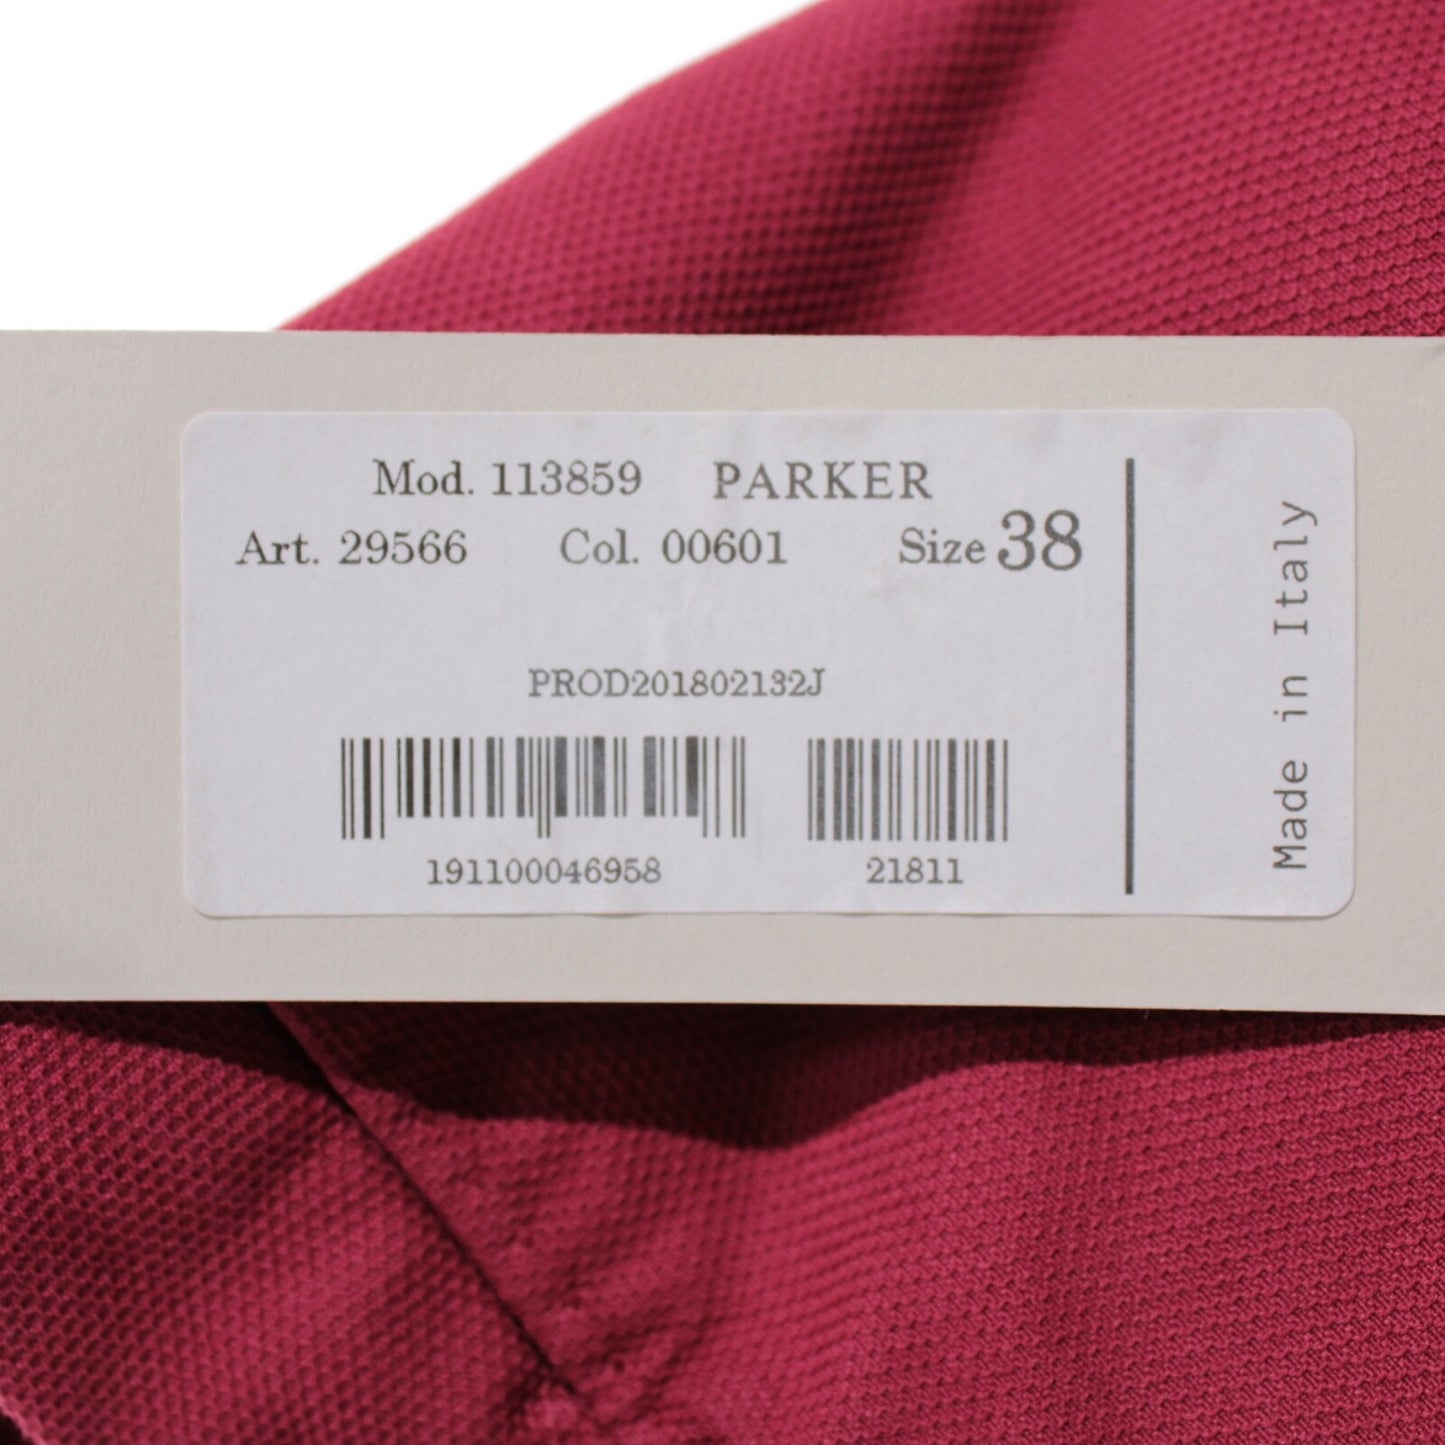 Mod. 113859 PARKER
Art. 29566 Col. 00601 Size 38
PROD201802132J
191100046958 21811
Made in Italy